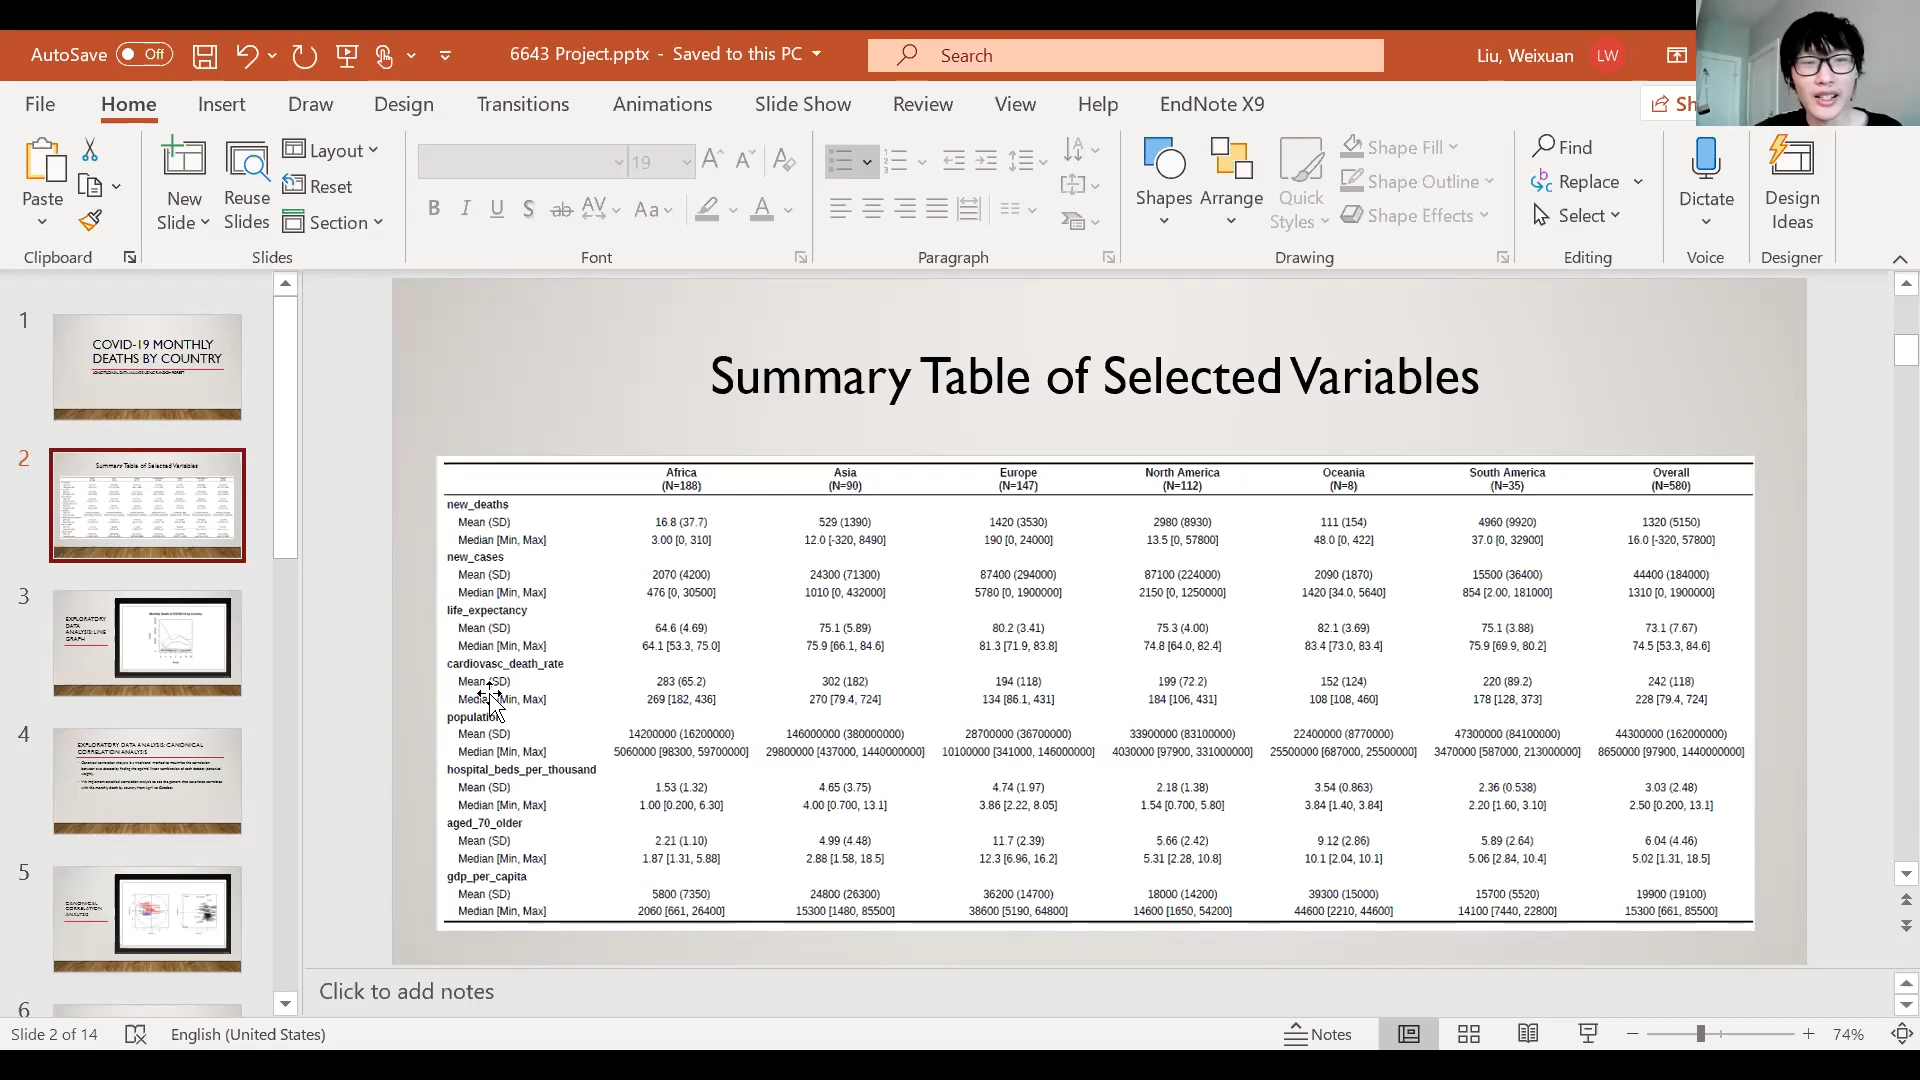 AutoSave Off 6643 Project.pptx - Saved to this PC Search Liu, Weixuan LW
File Home Insert Draw Design Transitions Animations Slide Show Review View Help EndNote X9 Sh
Paste
Clipboard
New Slide
Reuse Slides
Layout
Reset
Section
Slides
19
Font
Paragraph
Shapes Arrange Quick Styles
Shape Fill
Shape Outline
Shape Effects
Drawing
Find
Replace
Select
Editing
Dictate
Voice
Design Ideas
Designer
1
COVID-19 MONTHLY
DEATHS BY COUNTRY
2
Summary Table of Selected Variables
3
EXPLORATORY
DATA
ANALYSIS: LINE
GRAPH
4
EXPLORATORY DATA ANALYSIS: CANONICAL
CORRELATION ANALYSIS
5
CANONICAL
CORRELATION
ANALYSIS
6
Summary Table of Selected Variables
Africa Asia Europe North America Oceania South America Overall
(N=188) (N=90) (N=147) (N=112) (N=8) (N=35) (N=580)
new_deaths
Mean (SD) 16.8 (37.7) 529 (1390) 1420 (3530) 2980 (8930) 111 (154) 4960 (9920) 1320 (5150)
Median [Min, Max] 3.00 [0, 310] 12.0 [-320, 8490] 190 [0, 24000] 13.5 [0, 57800] 48.0 [0, 422] 37.0 [0, 32900] 16.0 [-320, 57800]
new_cases
Mean (SD) 2070 (4200) 24300 (71300) 87400 (294000) 87100 (224000) 2090 (1870) 15500 (36400) 44400 (184000)
Median [Min, Max] 476 [0, 30500] 1010 [0, 432000] 5780 [0, 1900000] 2150 [0, 1250000] 1420 [34.0, 5640] 854 [2.00, 181000] 1310 [0, 1900000]
life_expectancy
Mean (SD) 64.6 (4.69) 75.1 (5.89) 80.2 (3.41) 75.3 (4.00) 82.1 (3.69) 75.1 (3.88) 73.1 (7.67)
Median [Min, Max] 64.1 [53.3, 75.0] 75.9 [66.1, 84.6] 81.3 [71.9, 83.8] 74.8 [64.0, 82.4] 83.4 [73.0, 83.4] 75.9 [69.9, 80.2] 74.5 [53.3, 84.6]
cardiovasc_death_rate
Mean (SD) 283 (65.2) 302 (182) 194 (118) 199 (72.2) 152 (124) 220 (89.2) 242 (118)
Median [Min, Max] 269 [182, 436] 270 [79.4, 724] 134 [86.1, 431] 184 [106, 431] 108 [108, 460] 178 [128, 373] 228 [79.4, 724]
population
Mean (SD) 14200000 (16200000) 146000000 (380000000) 28700000 (36700000) 33900000 (83100000) 22400000 (8770000) 47300000 (84100000) 44300000 (162000000)
Median [Min, Max] 5060000 [98300, 59700000] 29800000 [437000, 1440000000] 10100000 [341000, 146000000] 4030000 [97900, 331000000] 25500000 [687000, 25500000] 3470000 [587000, 213000000] 8650000 [97900, 1440000000]
hospital_beds_per_thousand
Mean (SD) 1.53 (1.32) 4.65 (3.75) 4.74 (1.97) 2.18 (1.38) 3.54 (0.863) 2.36 (0.538) 3.03 (2.48)
Median [Min, Max] 1.00 [0.200, 6.30] 4.00 [0.700, 13.1] 3.86 [2.22, 8.05] 1.54 [0.700, 5.80] 3.84 [1.40, 3.84] 2.20 [1.60, 3.10] 2.50 [0.200, 13.1]
aged_70_older
Mean (SD) 2.21 (1.10) 4.99 (4.48) 11.7 (2.39) 5.66 (2.42) 9.12 (2.86) 5.89 (2.64) 6.04 (4.46)
Median [Min, Max] 1.87 [1.31, 5.88] 2.88 [1.58, 18.5] 12.3 [6.96, 16.2] 5.31 [2.28, 10.8] 10.1 [2.04, 10.1] 5.06 [2.84, 10.4] 5.02 [1.31, 18.5]
gdp_per_capita
Mean (SD) 5800 (7350) 24800 (26300) 36200 (14700) 18000 (14200) 39300 (15000) 15700 (5520) 19900 (19100)
Median [Min, Max] 2060 [661, 26400] 15300 [1480, 85500] 38600 [5190, 64800] 14600 [1650, 54200] 44600 [2210, 44600] 14100 [7440, 22800] 15300 [661, 85500]
Click to add notes
Slide 2 of 14 English (United States) Notes 74%